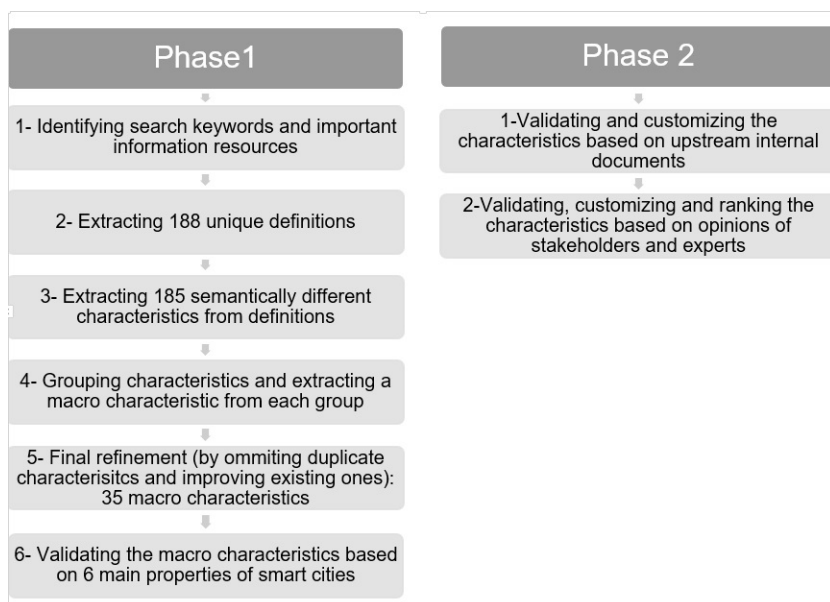 Phase1
1- Identifying search keywords and important
information resources
2- Extracting 188 unique definitions
3- Extracting 185 semantically different
characteristics from definitions
4- Grouping characteristics and extracting a
macro characteristic from each group
5- Final refinement (by ommiting duplicate
characterisitcs and improving existing ones):
35 macro characteristics
6- Validating the macro characteristics based
on 6 main properties of smart cities
Phase 2
1-Validating and customizing the
characteristics based on upstream internal
documents
2-Validating, customizing and ranking the
characteristics based on opinions of
stakeholders and experts